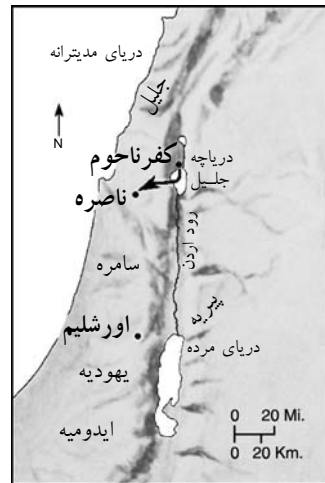 دریای مدیترانه
جلیل
N
کفرناحوم
دریاچه
جلـیل
ناصره
رود اردن
سامره
پیریه
اورشلیم
دریای مرده
یهودیه
ایدومیه
0 20 Mi.
0 20 Km.